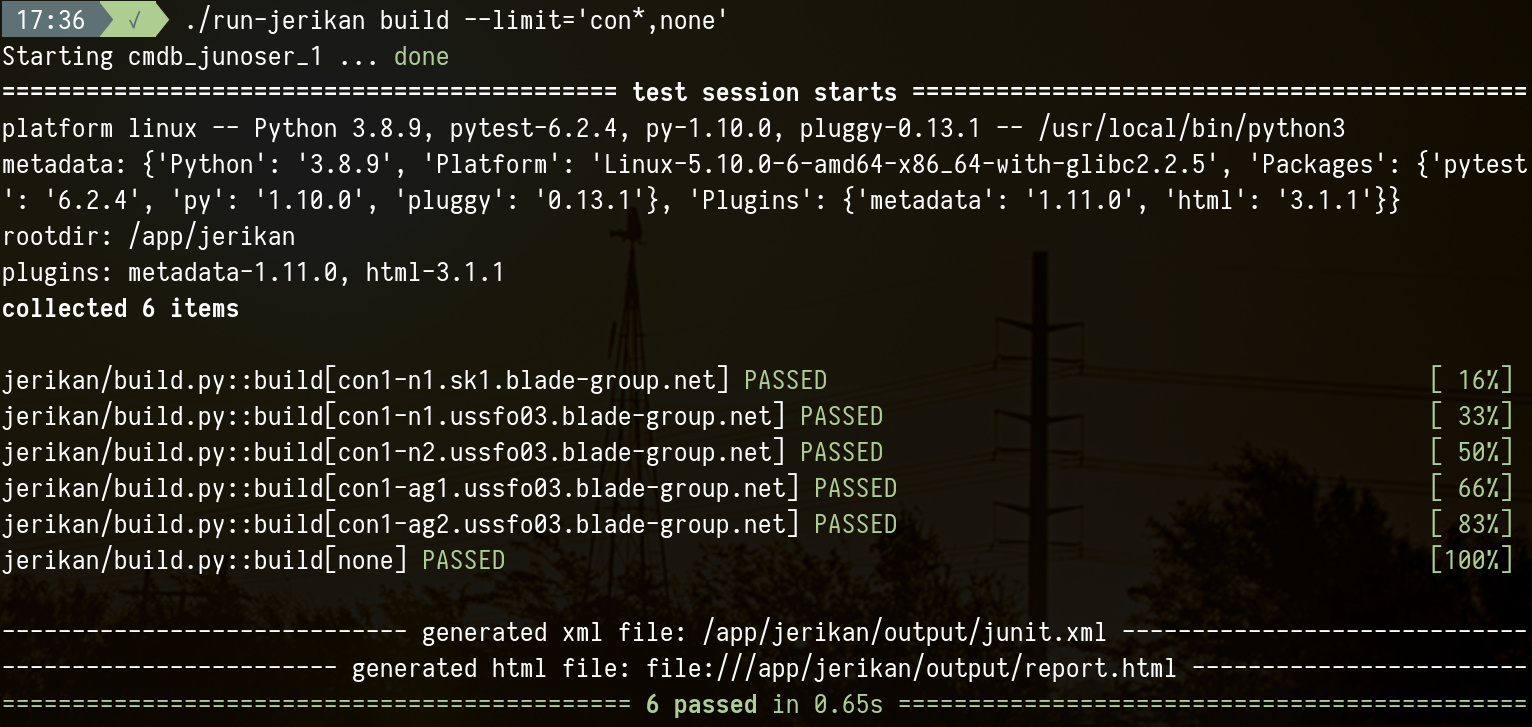 17:36 ✓ ./run-jerikan build --limit='con*,none'
Starting cmdb_junoser_1 ... done
============================================ test session starts ============================================
platform linux -- Python 3.8.9, pytest-6.2.4, py-1.10.0, pluggy-0.13.1 -- /usr/local/bin/python3
metadata: {'Python': '3.8.9', 'Platform': 'Linux-5.10.0-6-amd64-x86_64-with-glibc2.2.5', 'Packages': {'pytest
': '6.2.4', 'py': '1.10.0', 'pluggy': '0.13.1'}, 'Plugins': {'metadata': '1.11.0', 'html': '3.1.1'}}
rootdir: /app/jerikan
plugins: metadata-1.11.0, html-3.1.1
collected 6 items
jerikan/build.py::build[con1-n1.sk1.blade-group.net] PASSED [ 16%]
jerikan/build.py::build[con1-n1.ussfo03.blade-group.net] PASSED [ 33%]
jerikan/build.py::build[con1-n2.ussfo03.blade-group.net] PASSED [ 50%]
jerikan/build.py::build[con1-ag1.ussfo03.blade-group.net] PASSED [ 66%]
jerikan/build.py::build[con1-ag2.ussfo03.blade-group.net] PASSED [ 83%]
jerikan/build.py::build[none] PASSED [100%]
----------------------------- generated xml file: /app/jerikan/output/junit.xml -----------------------------
------------------------ generated html file: file:///app/jerikan/output/report.html ------------------------
============================================= 6 passed in 0.65s =============================================